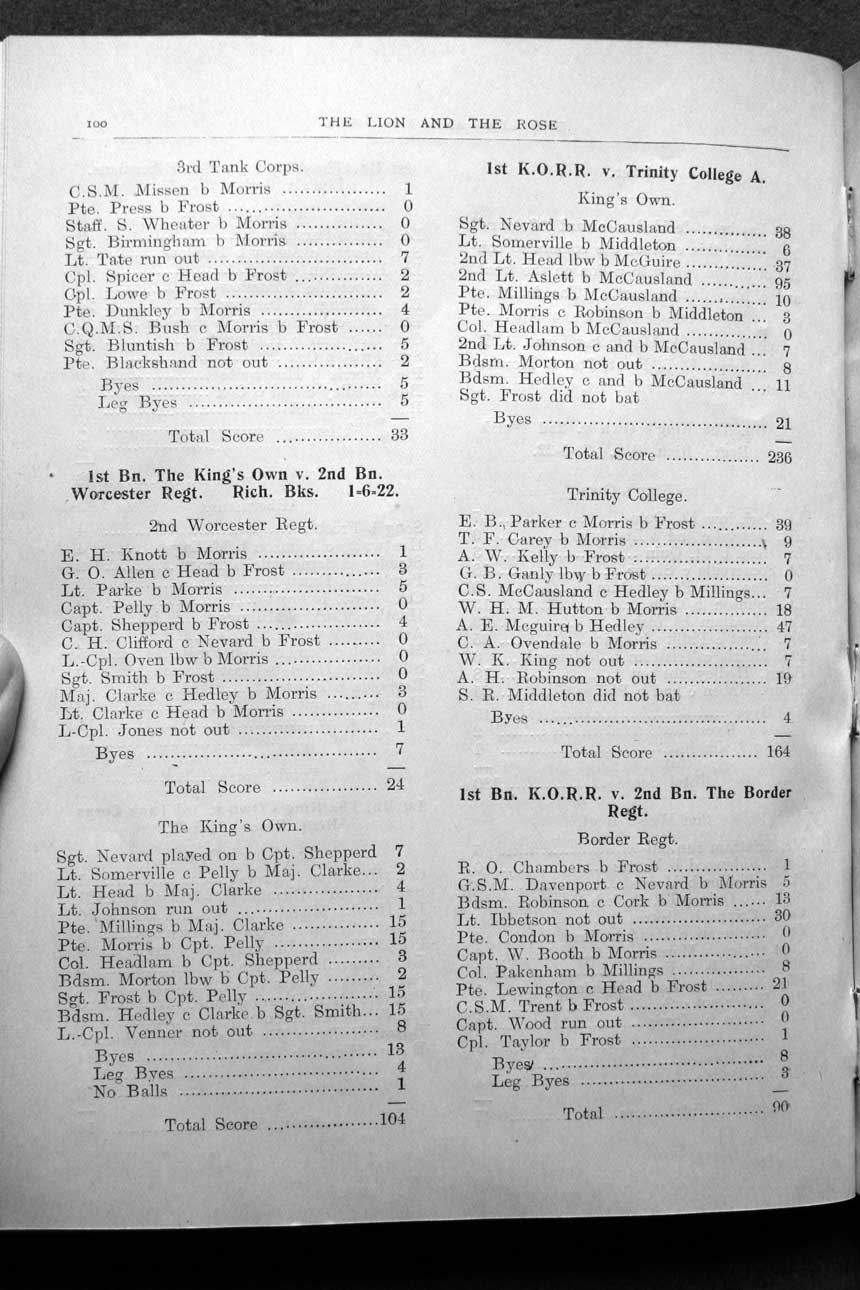 100
THE LION AND THE ROSE
3rd Tank Corps.
C.S.M. Missen b Morris .................. 1
Pte. Press b Frost ........................... 0
Staff. S. Wheater b Morris ............... 0
Sgt. Birmingham b Morris ............... 0
Lt. Tate run out .............................. 7
Cpl. Spicer c Head b Frost ............... 2
Cpl. Lowe b Frost ........................... 2
Pte. Dunkley b Morris ..................... 4
C.Q.M.S. Bush c Morris b Frost ...... 0
Sgt. Bluntish b Frost ..................... 5
Pte. Blackshand not out .................. 2
Byes ....................................... 5
Leg Byes ................................. 5
Total Score .................. 33
1st Bn. The King's Own v. 2nd Bn.
Worcester Regt. Rich. Bks. 1=6=22.
2nd Worcester Regt.
E. H. Knott b Morris ..................... 1
G. O. Allen c Head b Frost ............... 3
Lt. Parke b Morris ......................... 5
Capt. Pelly b Morris ........................ 0
Capt. Shepperd b Frost ..................... 4
C. H. Clifford c Nevard b Frost ......... 0
L.-Cpl. Oven lbw b Morris .................. 0
Sgt. Smith b Frost ........................... 0
Maj. Clarke c Hedley b Morris ......... 3
Lt. Clarke c Head b Morris ............... 0
L-Cpl. Jones not out ........................ 1
Byes ....................................... 7
Total Score .................. 24
The King's Own.
Sgt. Nevard played on b Cpt. Shepperd 7
Lt. Somerville c Pelly b Maj. Clarke... 2
Lt. Head b Maj. Clarke .................. 4
Lt. Johnson run out ........................ 1
Pte. Millings b Maj. Clarke ............... 15
Pte. Morris b Cpt. Pelly .................. 15
Col. Headlam b Cpt. Shepperd ......... 3
Bdsm. Morton lbw b Cpt. Pelly ......... 2
Sgt. Frost b Cpt. Pelly ..................... 15
Bdsm. Hedley c Clarke b Sgt. Smith... 15
L.-Cpl. Venner not out ..................... 8
Byes ....................................... 13
Leg Byes ................................. 4
No Balls .................................. 1
Total Score ...................104
1st K.O.R.R. v. Trinity College A.
King's Own.
Sgt. Nevard b McCausland ............... 38
Lt. Somerville b Middleton ............... 6
2nd Lt. Head lbw b McGuire ............... 37
2nd Lt. Aslett b McCausland ............ 95
Pte. Millings b McCausland ............... 10
Pte. Morris c Robinson b Middleton ... 3
Col. Headlam b McCausland ............... 0
2nd Lt. Johnson c and b McCausland ... 7
Bdsm. Morton not out ..................... 8
Bdsm. Hedley c and b McCausland ... 11
Sgt. Frost did not bat
Byes ....................................... 21
Total Score ................ 236
Trinity College.
E. B. Parker c Morris b Frost ............ 39
T. F. Carey b Morris ........................ 9
A. W. Kelly b Frost ........................ 7
G. B. Ganly lbw b Frost ..................... 0
C.S. McCausland c Hedley b Millings... 7
W. H. M. Hutton b Morris ............... 18
A. E. Mcguire b Hedley ..................... 47
C. A. Ovendale b Morris .................. 7
W. K. King not out ........................ 7
A. H. Robinson not out .................. 19
S. R. Middleton did not bat
Byes ....................................... 4
Total Score ................. 164
1st Bn. K.O.R.R. v. 2nd Bn. The Border
Regt.
Border Regt.
R. O. Chambers b Frost .................. 1
G.S.M. Davenport c Nevard b Morris 5
Bdsm. Robinson c Cork b Morris ...... 13
Lt. Ibbetson not out ........................ 30
Pte. Condon b Morris ..................... 0
Capt. W. Booth b Morris .................. 0
Col. Pakenham b Millings ............... 8
Pte. Lewington c Head b Frost ......... 21
C.S.M. Trent b Frost ........................ 0
Capt. Wood run out ........................ 0
Cpl. Taylor b Frost ........................ 1
Byes ....................................... 8
Leg Byes ................................. 3
Total .......................... 90